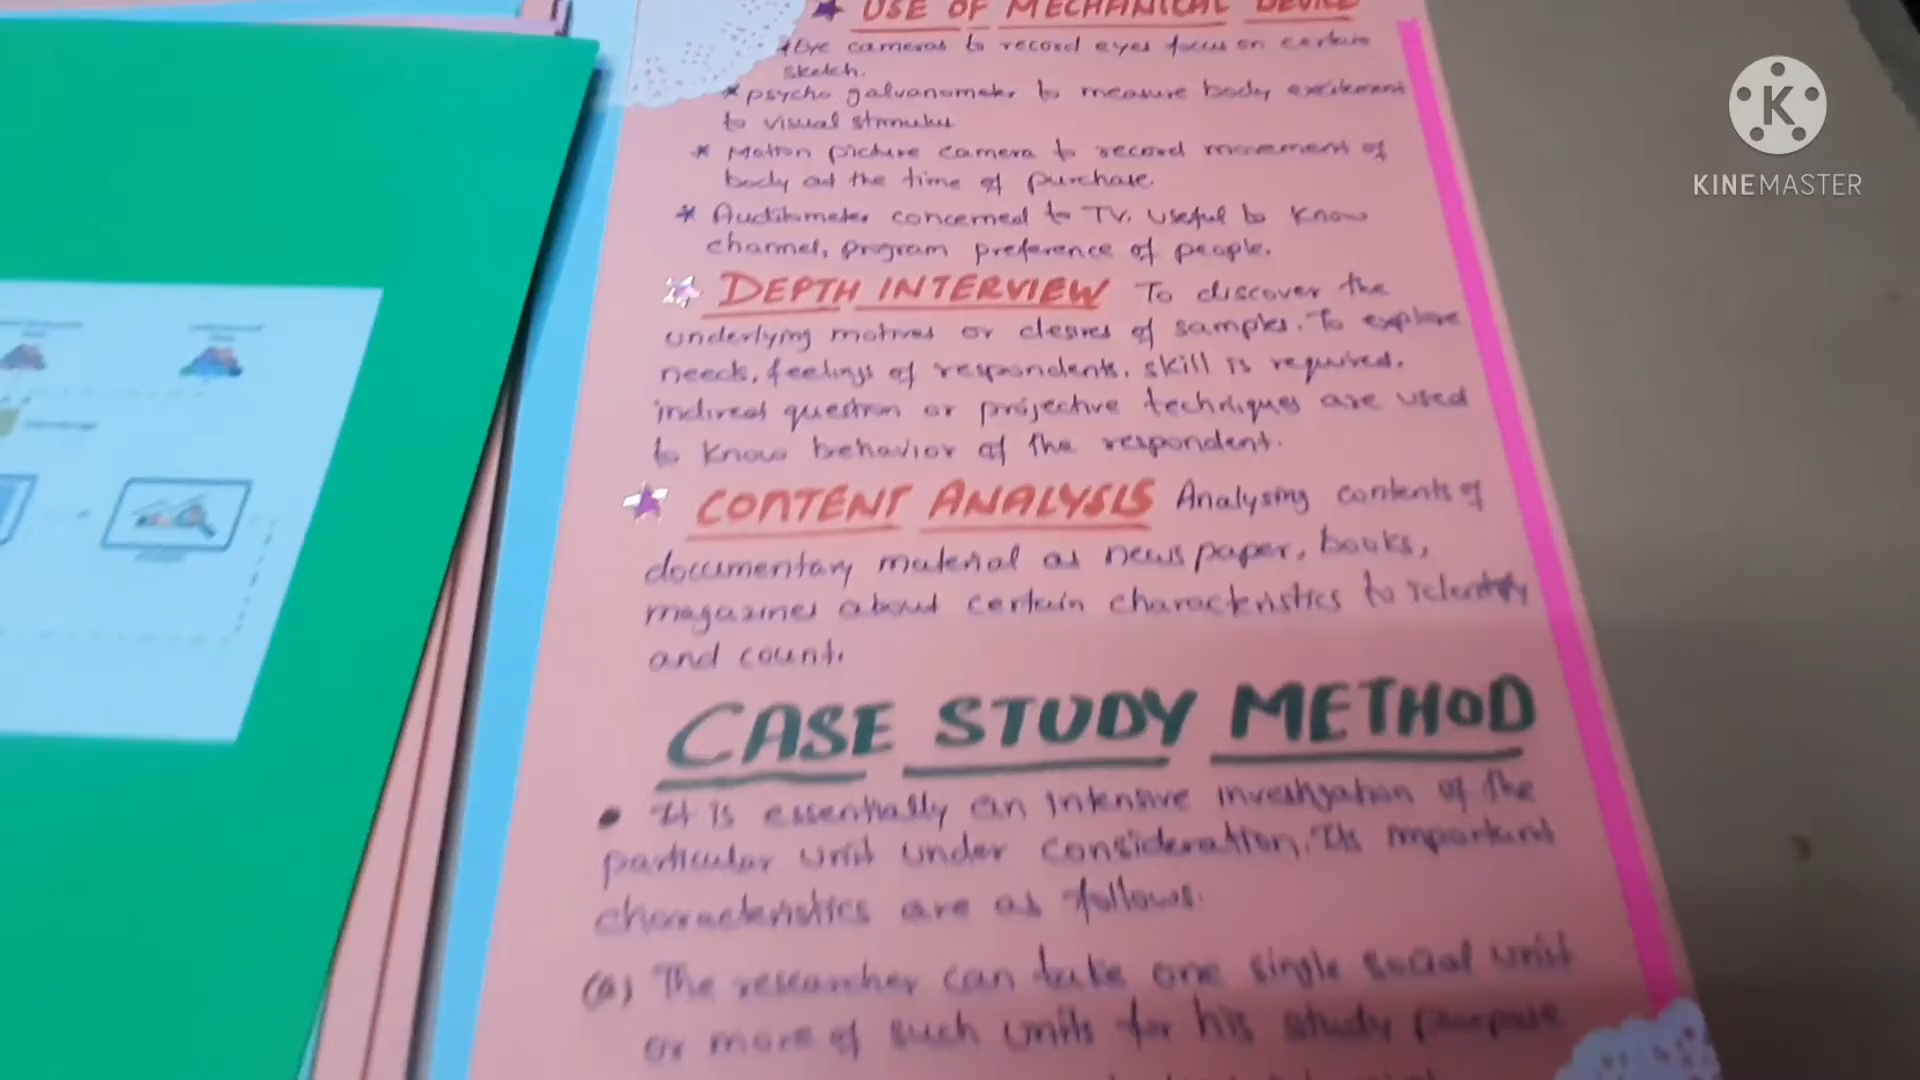 USE OF MECHANICAL DEVICE
*Eye cameras to record eyes focus on certain
sketch.
*psycho galvanometer to measure body excitement
to visual stimulus
* Motion picture camera to record movement of
body at the time of purchase.
* Audiometer concerned to TV. Useful to know
channel, program preference of people.
DEPTH INTERVIEW To discover the
underlying motives or desires of samples. To explore
needs, feelings of respondents. skill is required.
indirect question or projective techniques are used
to know behavior of the respondent.
CONTENT ANALYSIS Analysing contents of
documentary material as news paper, books,
magazines about certain characteristics to identify
and count.
CASE STUDY METHOD
• It is essentially an intensive investigation of the
particular unit under consideration. Its important
characteristics are as follows.
(a) The researcher can take one single social unit
or more of such units for his study purpose
K
KINEMASTER